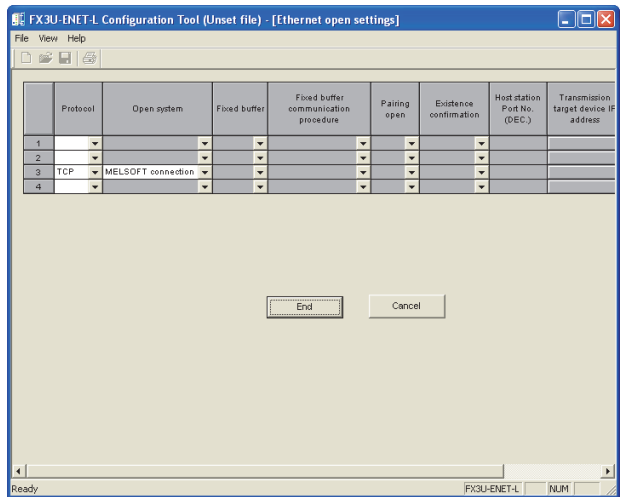 FX3U-ENET-L Configuration Tool (Unset file) - [Ethernet open settings]
File View Help
Protocol Open system Fixed buffer Fixed buffer communication procedure Pairing open Existence confirmation Host station Port No. (DEC.) Transmission target device IP address
1
2
3 TCP MELSOFT connection
4
End Cancel
Ready FX3U-ENET-L NUM